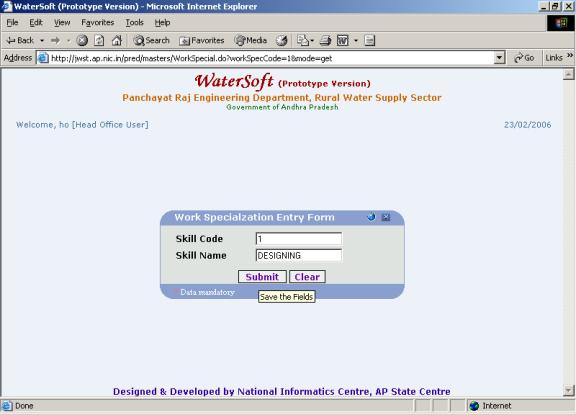 WaterSoft (Prototype Version) - Microsoft Internet Explorer
File Edit View Favorites Tools Help
Back Search Favorites Media
Address http://jwst.ap.nic.in/pred/masters/WorkSpecial.do?workSpecCode=1&mode=get Go Links »
WaterSoft (Prototype Version)
Panchayat Raj Engineering Department, Rural Water Supply Sector
Government of Andhra Pradesh
Welcome, ho [Head Office User] 23/02/2006
Work Specialzation Entry Form
Skill Code 1
Skill Name DESIGNING
Submit Clear
* Data mandatory
Save the Fields
Designed & Developed by National Informatics Centre, AP State Centre
Done Internet